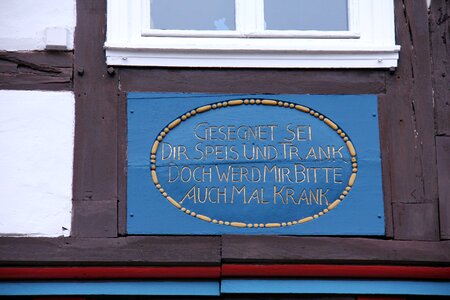 GESEGNET SEI
DIR SPEIS UND TRANK
DOCH WERD MIR BITTE
AUCH MAL KRANK